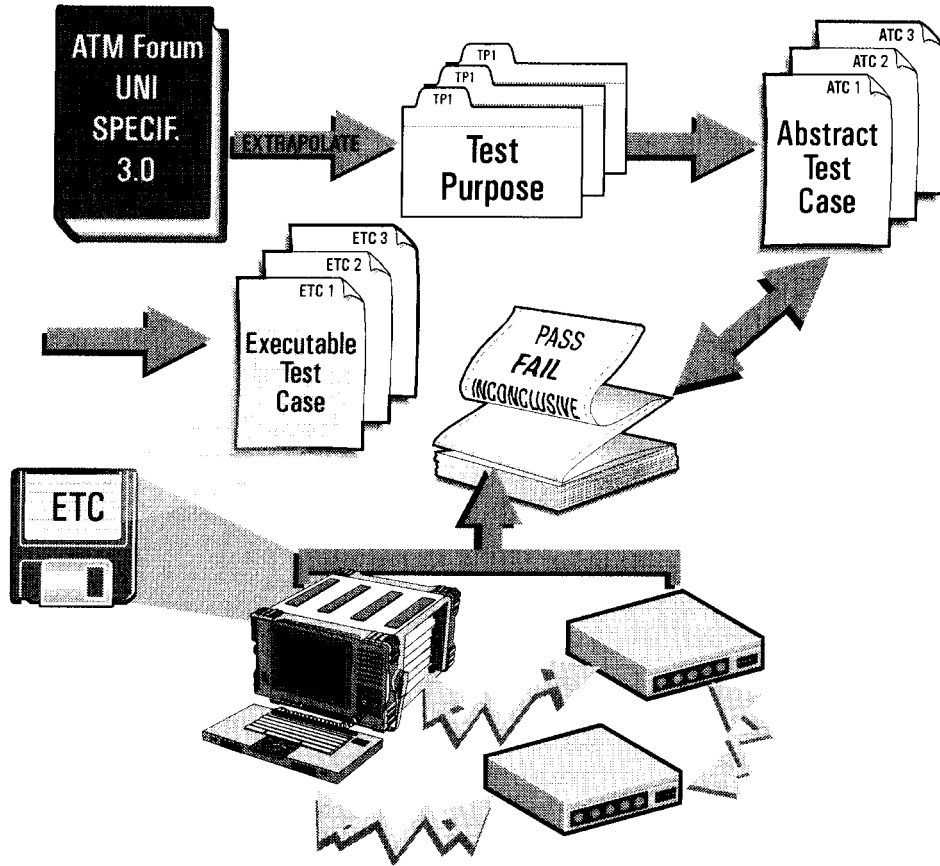 ATM Forum
UNI
SPECIF.
3.0
EXTRAPOLATE
TP1
TP1
TP1
Test
Purpose
ATC 3
ATC 2
ATC 1
Abstract
Test
Case
ETC 3
ETC 2
ETC 1
Executable
Test
Case
PASS
FAIL
INCONCLUSIVE
ETC